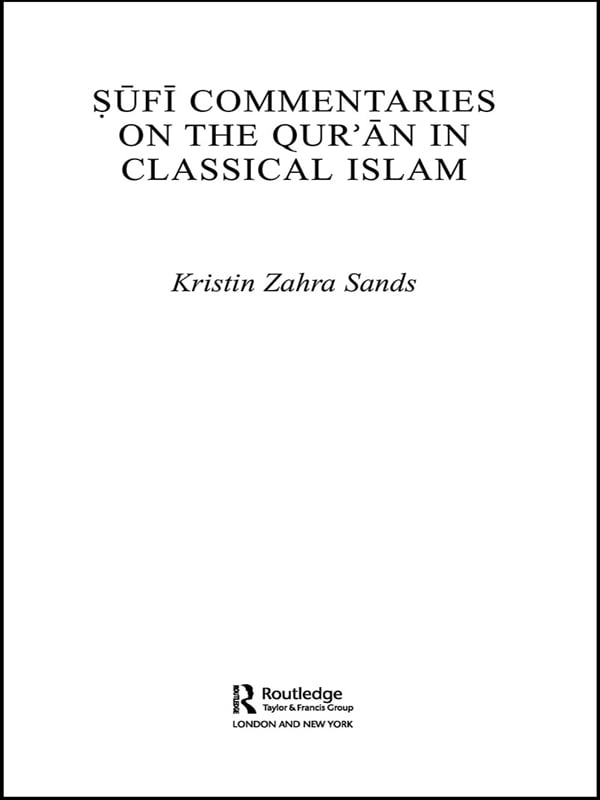 ṢŪFĪ COMMENTARIES
ON THE QUR’ĀN IN
CLASSICAL ISLAM
Kristin Zahra Sands
ROUTLEDGE
Routledge
Taylor & Francis Group
LONDON AND NEW YORK